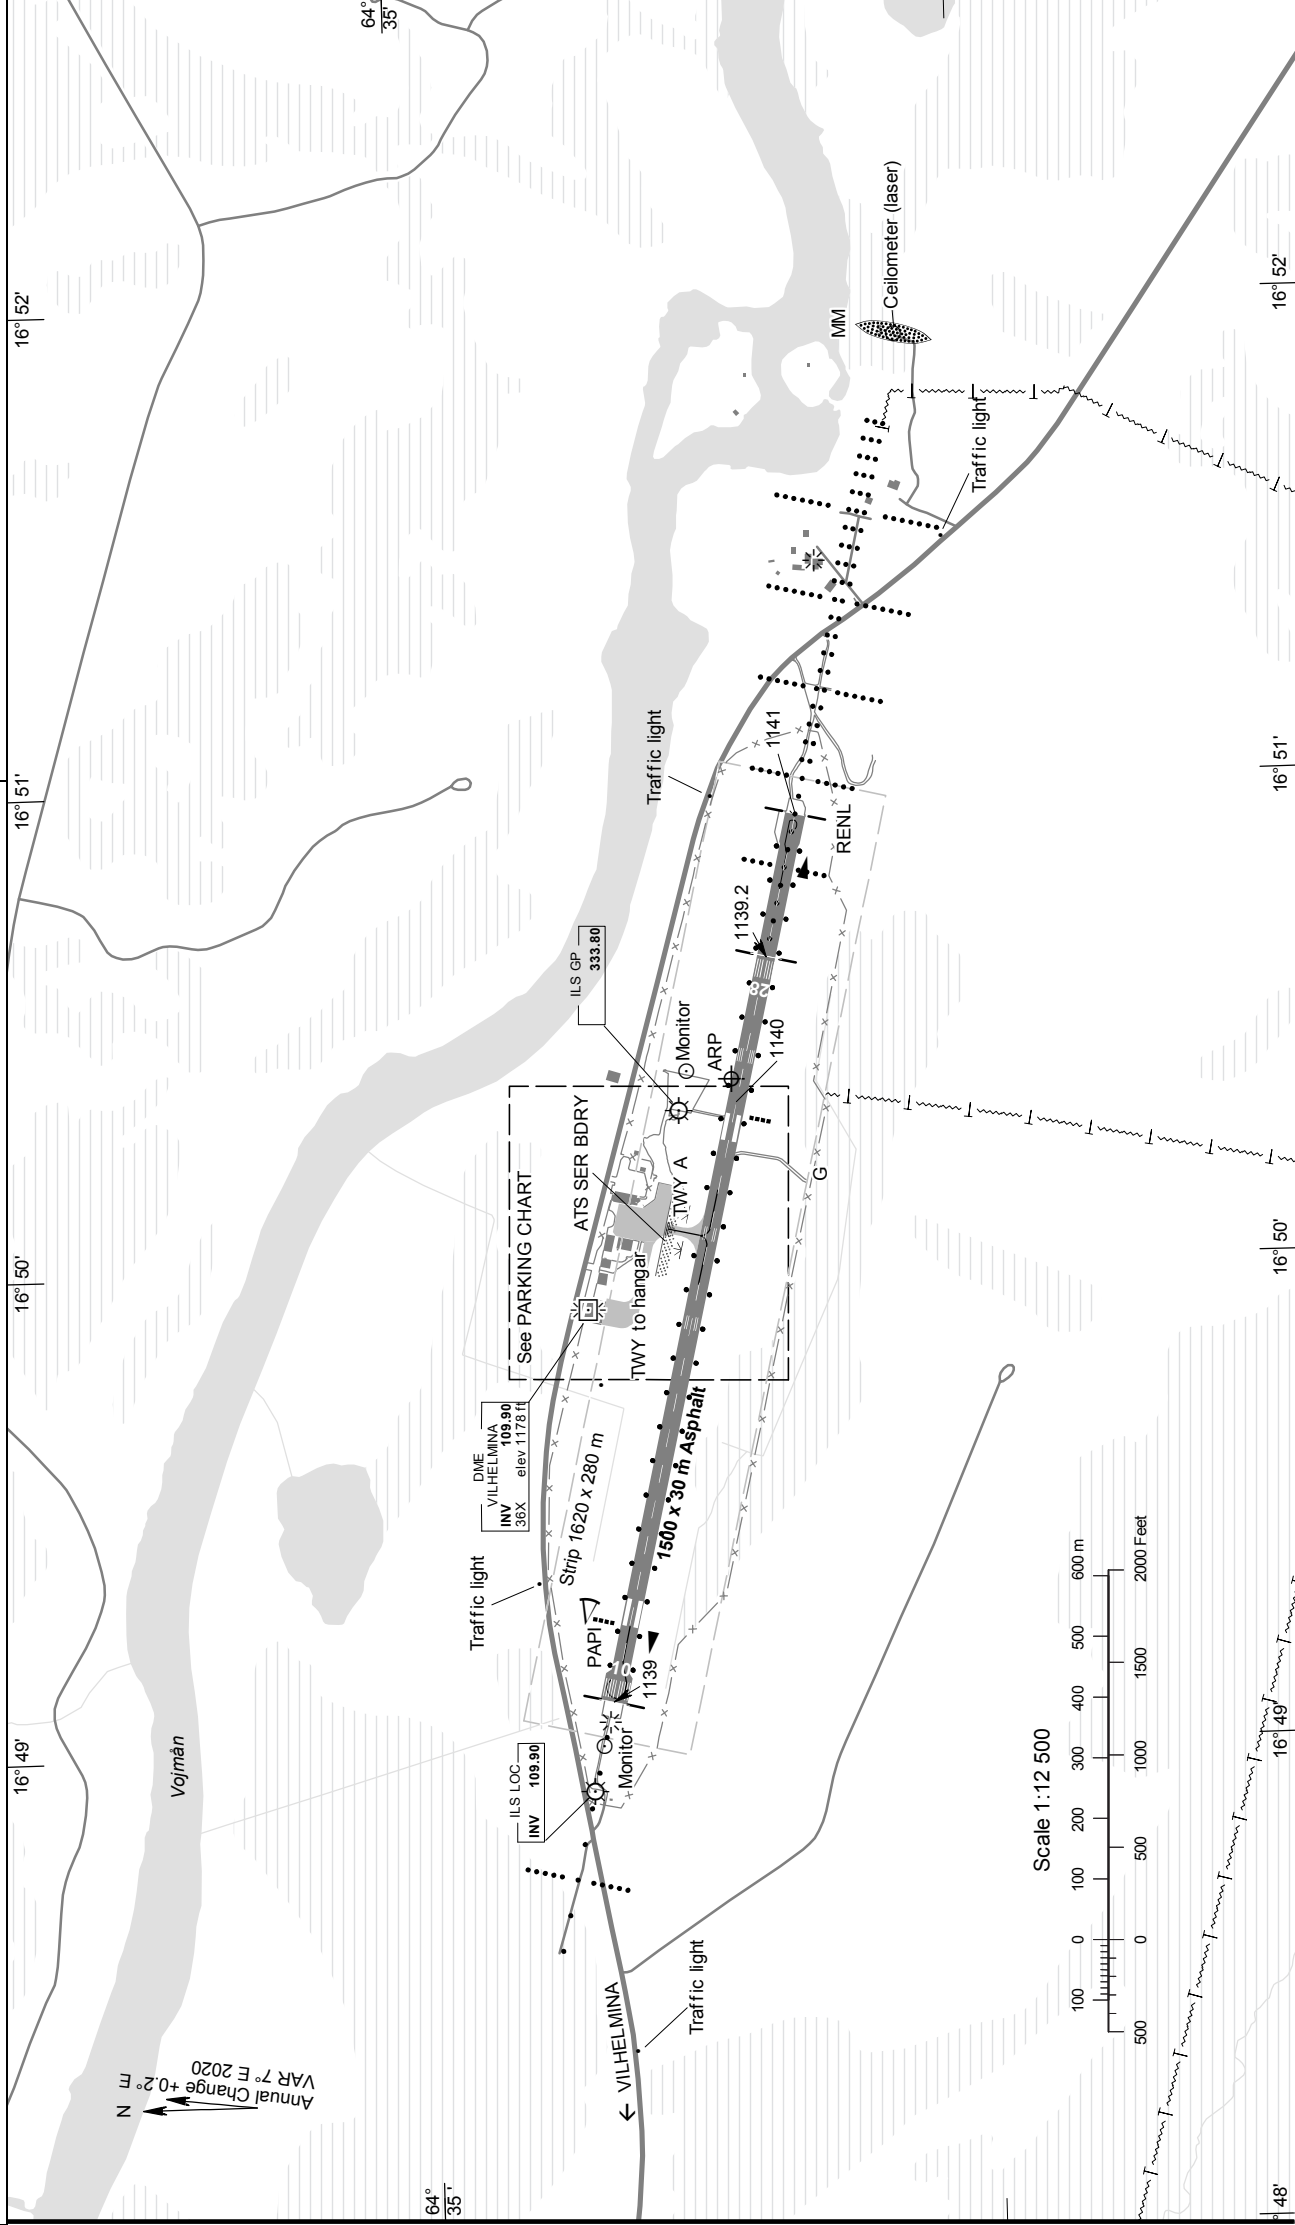 64°
35'
16° 52'
16° 51'
16° 50'
16° 49'
Vojmån
N
VAR 7° E 2020
Annual Change +0.2° E
64°
35'
MM
Ceilometer (laser)
Traffic light
Traffic light
1141
RENL
1139.2
28
ILS GP
333.80
Monitor
ARP
1140
See PARKING CHART
ATS SER BDRY
TWY A
TWY to hangar
G
DME
VILHELMINA
INV 109.90
36X elev 1178 ft
Strip 1620 x 280 m
1500 x 30 m Asphalt
Traffic light
PAPI
10
1139
Monitor
ILS LOC
INV 109.90
← VILHELMINA
Traffic light
Scale 1:12 500
100 0 100 200 300 400 500 600 m
500 0 500 1000 1500 2000 Feet
16° 52'
16° 51'
16° 50'
16° 49'
48'